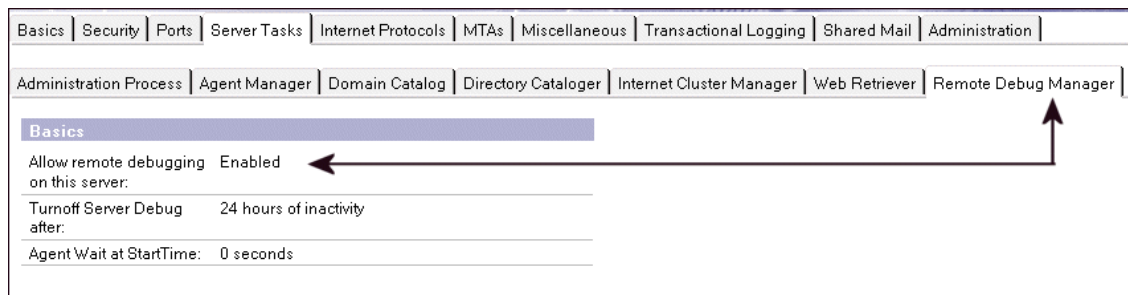 Basics Security Ports Server Tasks Internet Protocols MTAs Miscellaneous Transactional Logging Shared Mail Administration
Administration Process Agent Manager Domain Catalog Directory Cataloger Internet Cluster Manager Web Retriever Remote Debug Manager
Basics
Allow remote debugging Enabled
on this server:
Turnoff Server Debug 24 hours of inactivity
after:
Agent Wait at StartTime: 0 seconds